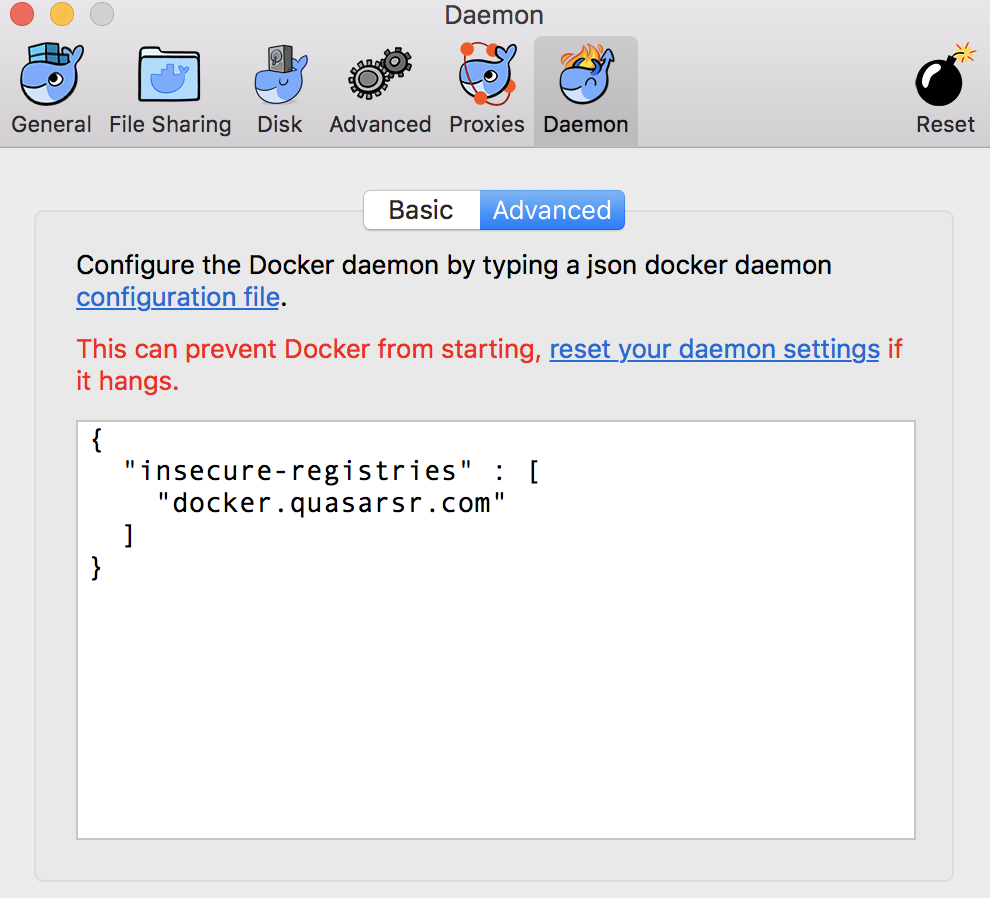 Daemon
General File Sharing Disk Advanced Proxies Daemon Reset
Basic Advanced
Configure the Docker daemon by typing a json docker daemon
configuration file.
This can prevent Docker from starting, reset your daemon settings if
it hangs.
{
  "insecure-registries" : [
    "docker.quasarsr.com"
  ]
}